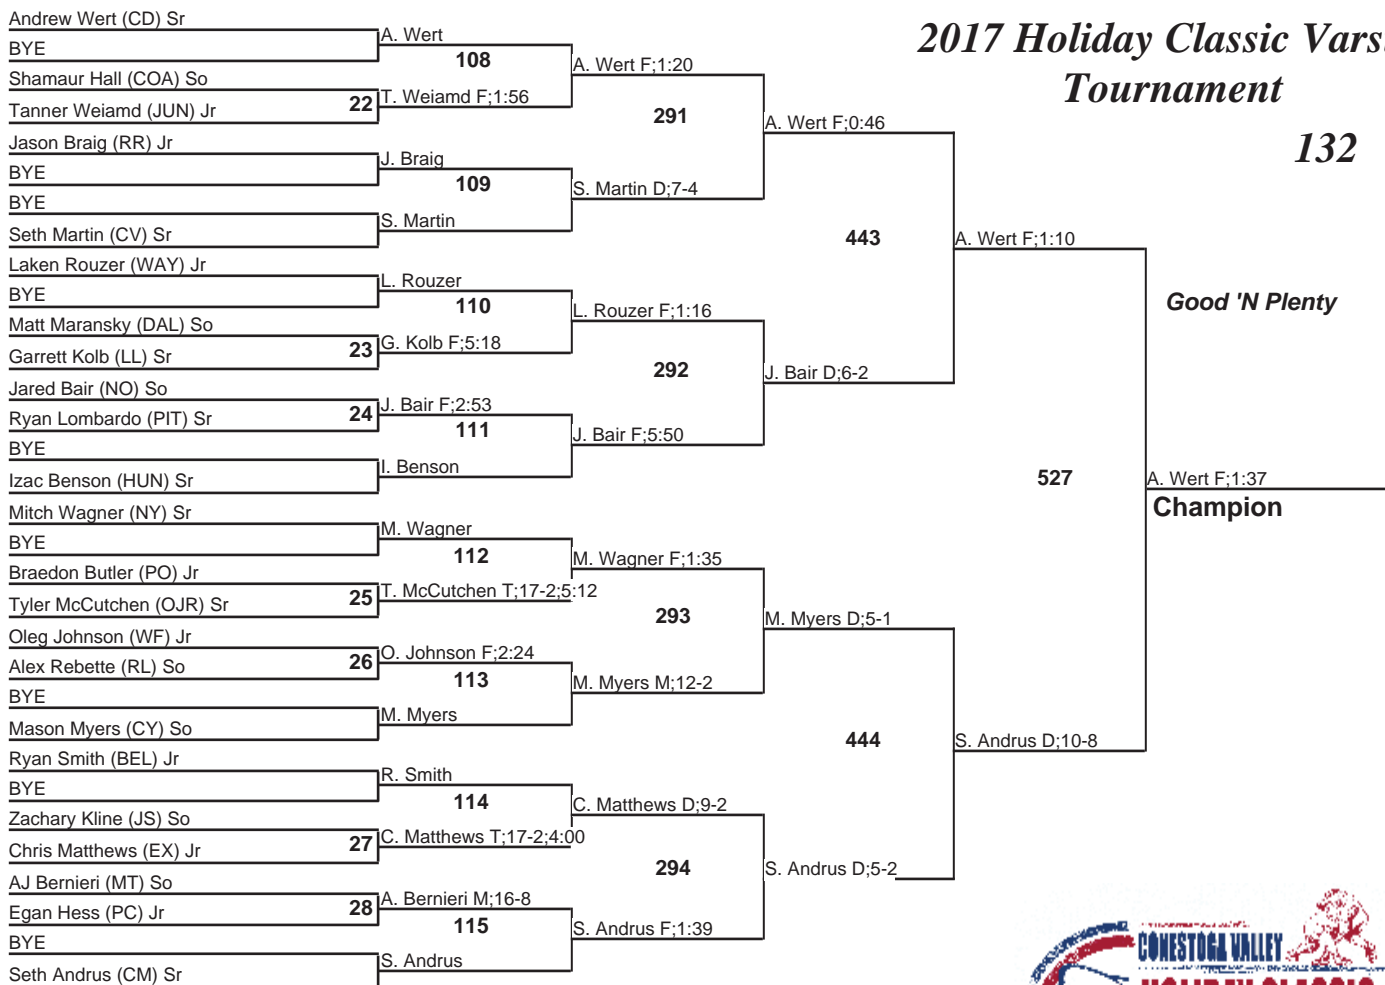 2017 Holiday Classic Vars
Tournament
132
Andrew Wert (CD) Sr
BYE
Shamaur Hall (COA) So
Tanner Weiamd (JUN) Jr
Jason Braig (RR) Jr
BYE
BYE
Seth Martin (CV) Sr
Laken Rouzer (WAY) Jr
BYE
Matt Maransky (DAL) So
Garrett Kolb (LL) Sr
Jared Bair (NO) So
Ryan Lombardo (PIT) Sr
BYE
Izac Benson (HUN) Sr
Mitch Wagner (NY) Sr
BYE
Braedon Butler (PO) Jr
Tyler McCutchen (OJR) Sr
Oleg Johnson (WF) Jr
Alex Rebette (RL) So
BYE
Mason Myers (CY) So
Ryan Smith (BEL) Jr
BYE
Zachary Kline (JS) So
Chris Matthews (EX) Jr
AJ Bernieri (MT) So
Egan Hess (PC) Jr
BYE
Seth Andrus (CM) Sr
22
23
24
25
26
27
28
A. Wert
108
T. Weiamd F;1:56
J. Braig
109
S. Martin
L. Rouzer
110
G. Kolb F;5:18
J. Bair F;2:53
111
I. Benson
M. Wagner
112
T. McCutchen T;17-2;5:12
O. Johnson F;2:24
113
M. Myers
R. Smith
114
C. Matthews T;17-2;4:00
A. Bernieri M;16-8
115
S. Andrus
A. Wert F;1:20
291
S. Martin D;7-4
L. Rouzer F;1:16
292
J. Bair F;5:50
M. Wagner F;1:35
293
M. Myers M;12-2
C. Matthews D;9-2
294
S. Andrus F;1:39
A. Wert F;0:46
443
J. Bair D;6-2
M. Myers D;5-1
444
S. Andrus D;5-2
A. Wert F;1:10
527
S. Andrus D;10-8
Good 'N Plenty
A. Wert F;1:37
Champion
CONESTOGA VALLEY
HOLIDAY CLASSIC